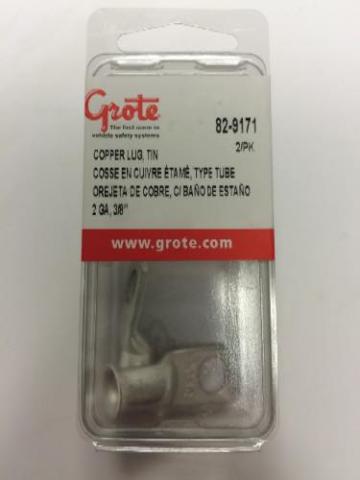 Grote
The first name in
vehicle safety systems
82-9171
2/PK
COPPER LUG, TIN
COSSE EN CUIVRE ÉTAMÉ, TYPE TUBE
OREJETA DE COBRE, C/ BAÑO DE ESTAÑO
2 GA, 3/8"
www.grote.com